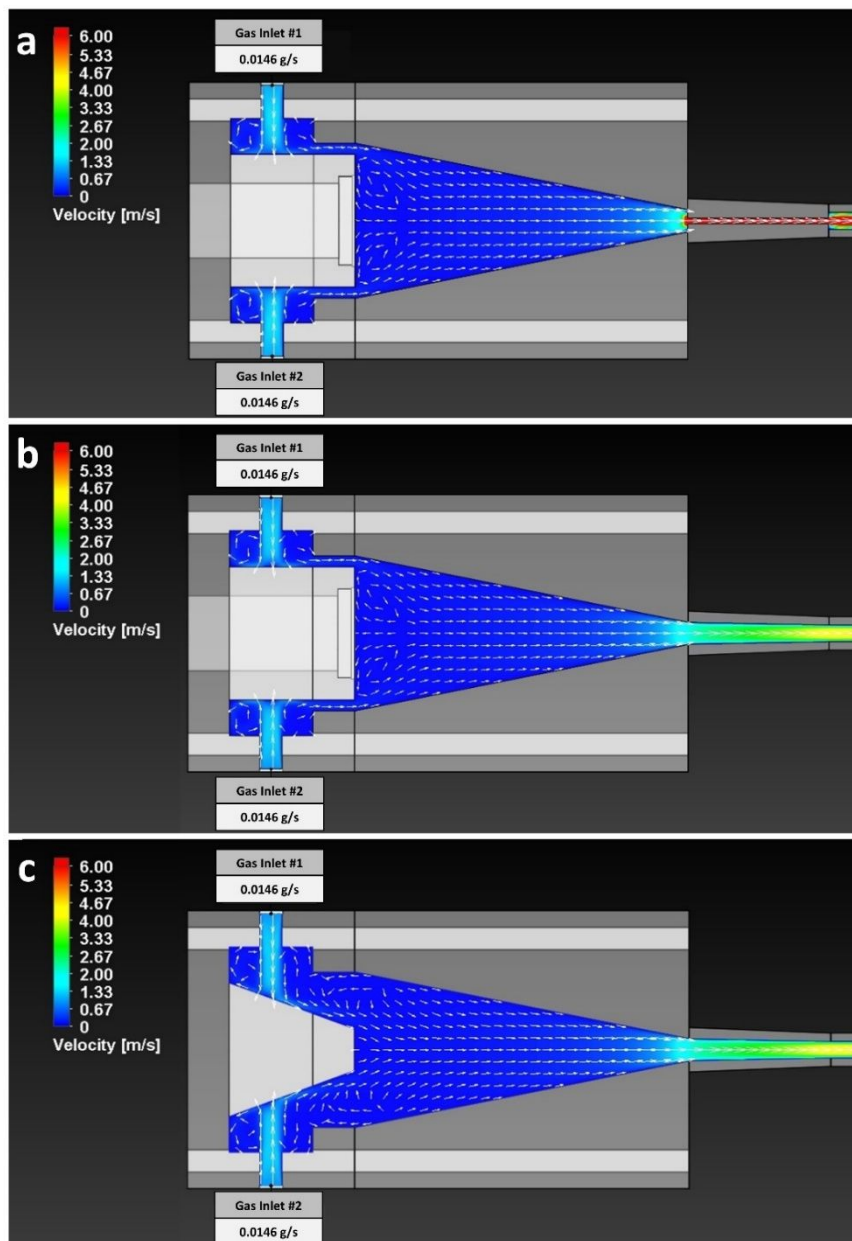 a
6.00
5.33
4.67
4.00
3.33
2.67
2.00
1.33
0.67
0
Velocity [m/s]
Gas Inlet #1
0.0146 g/s
Gas Inlet #2
0.0146 g/s
b
6.00
5.33
4.67
4.00
3.33
2.67
2.00
1.33
0.67
0
Velocity [m/s]
Gas Inlet #1
0.0146 g/s
Gas Inlet #2
0.0146 g/s
c
6.00
5.33
4.67
4.00
3.33
2.67
2.00
1.33
0.67
0
Velocity [m/s]
Gas Inlet #1
0.0146 g/s
Gas Inlet #2
0.0146 g/s